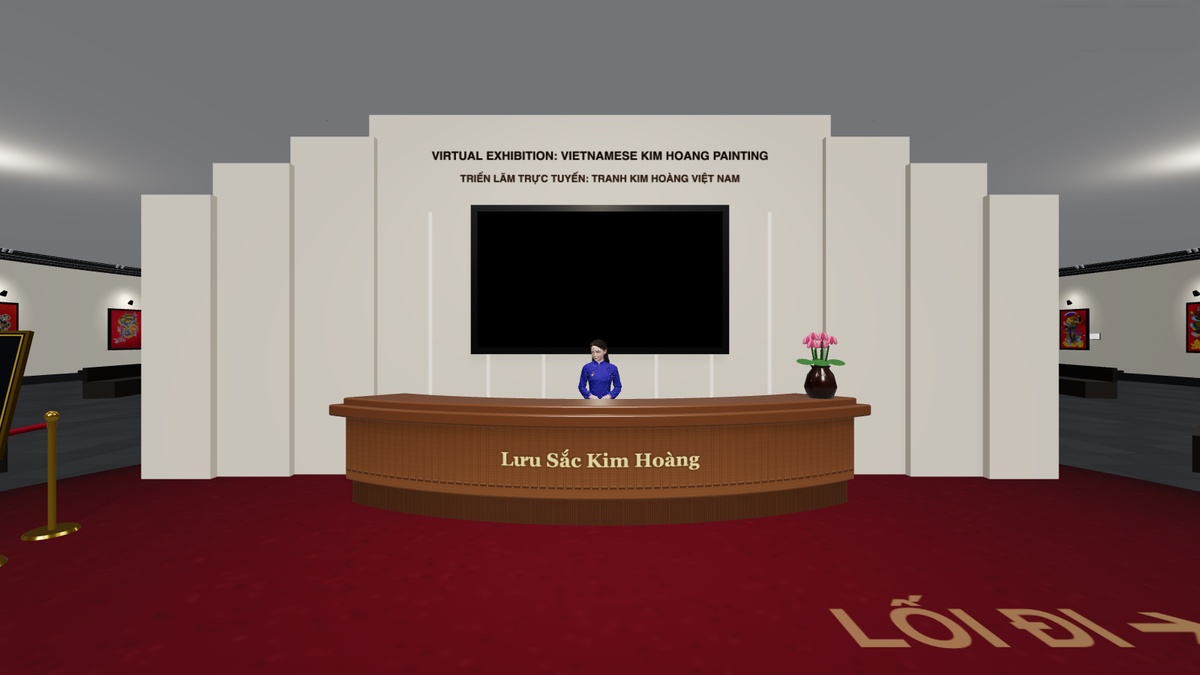 VIRTUAL EXHIBITION: VIETNAMESE KIM HOANG PAINTING
TRIỂN LÃM TRỰC TUYẾN: TRANH KIM HOÀNG VIỆT NAM
Lưu Sắc Kim Hoàng
LỐI ĐI